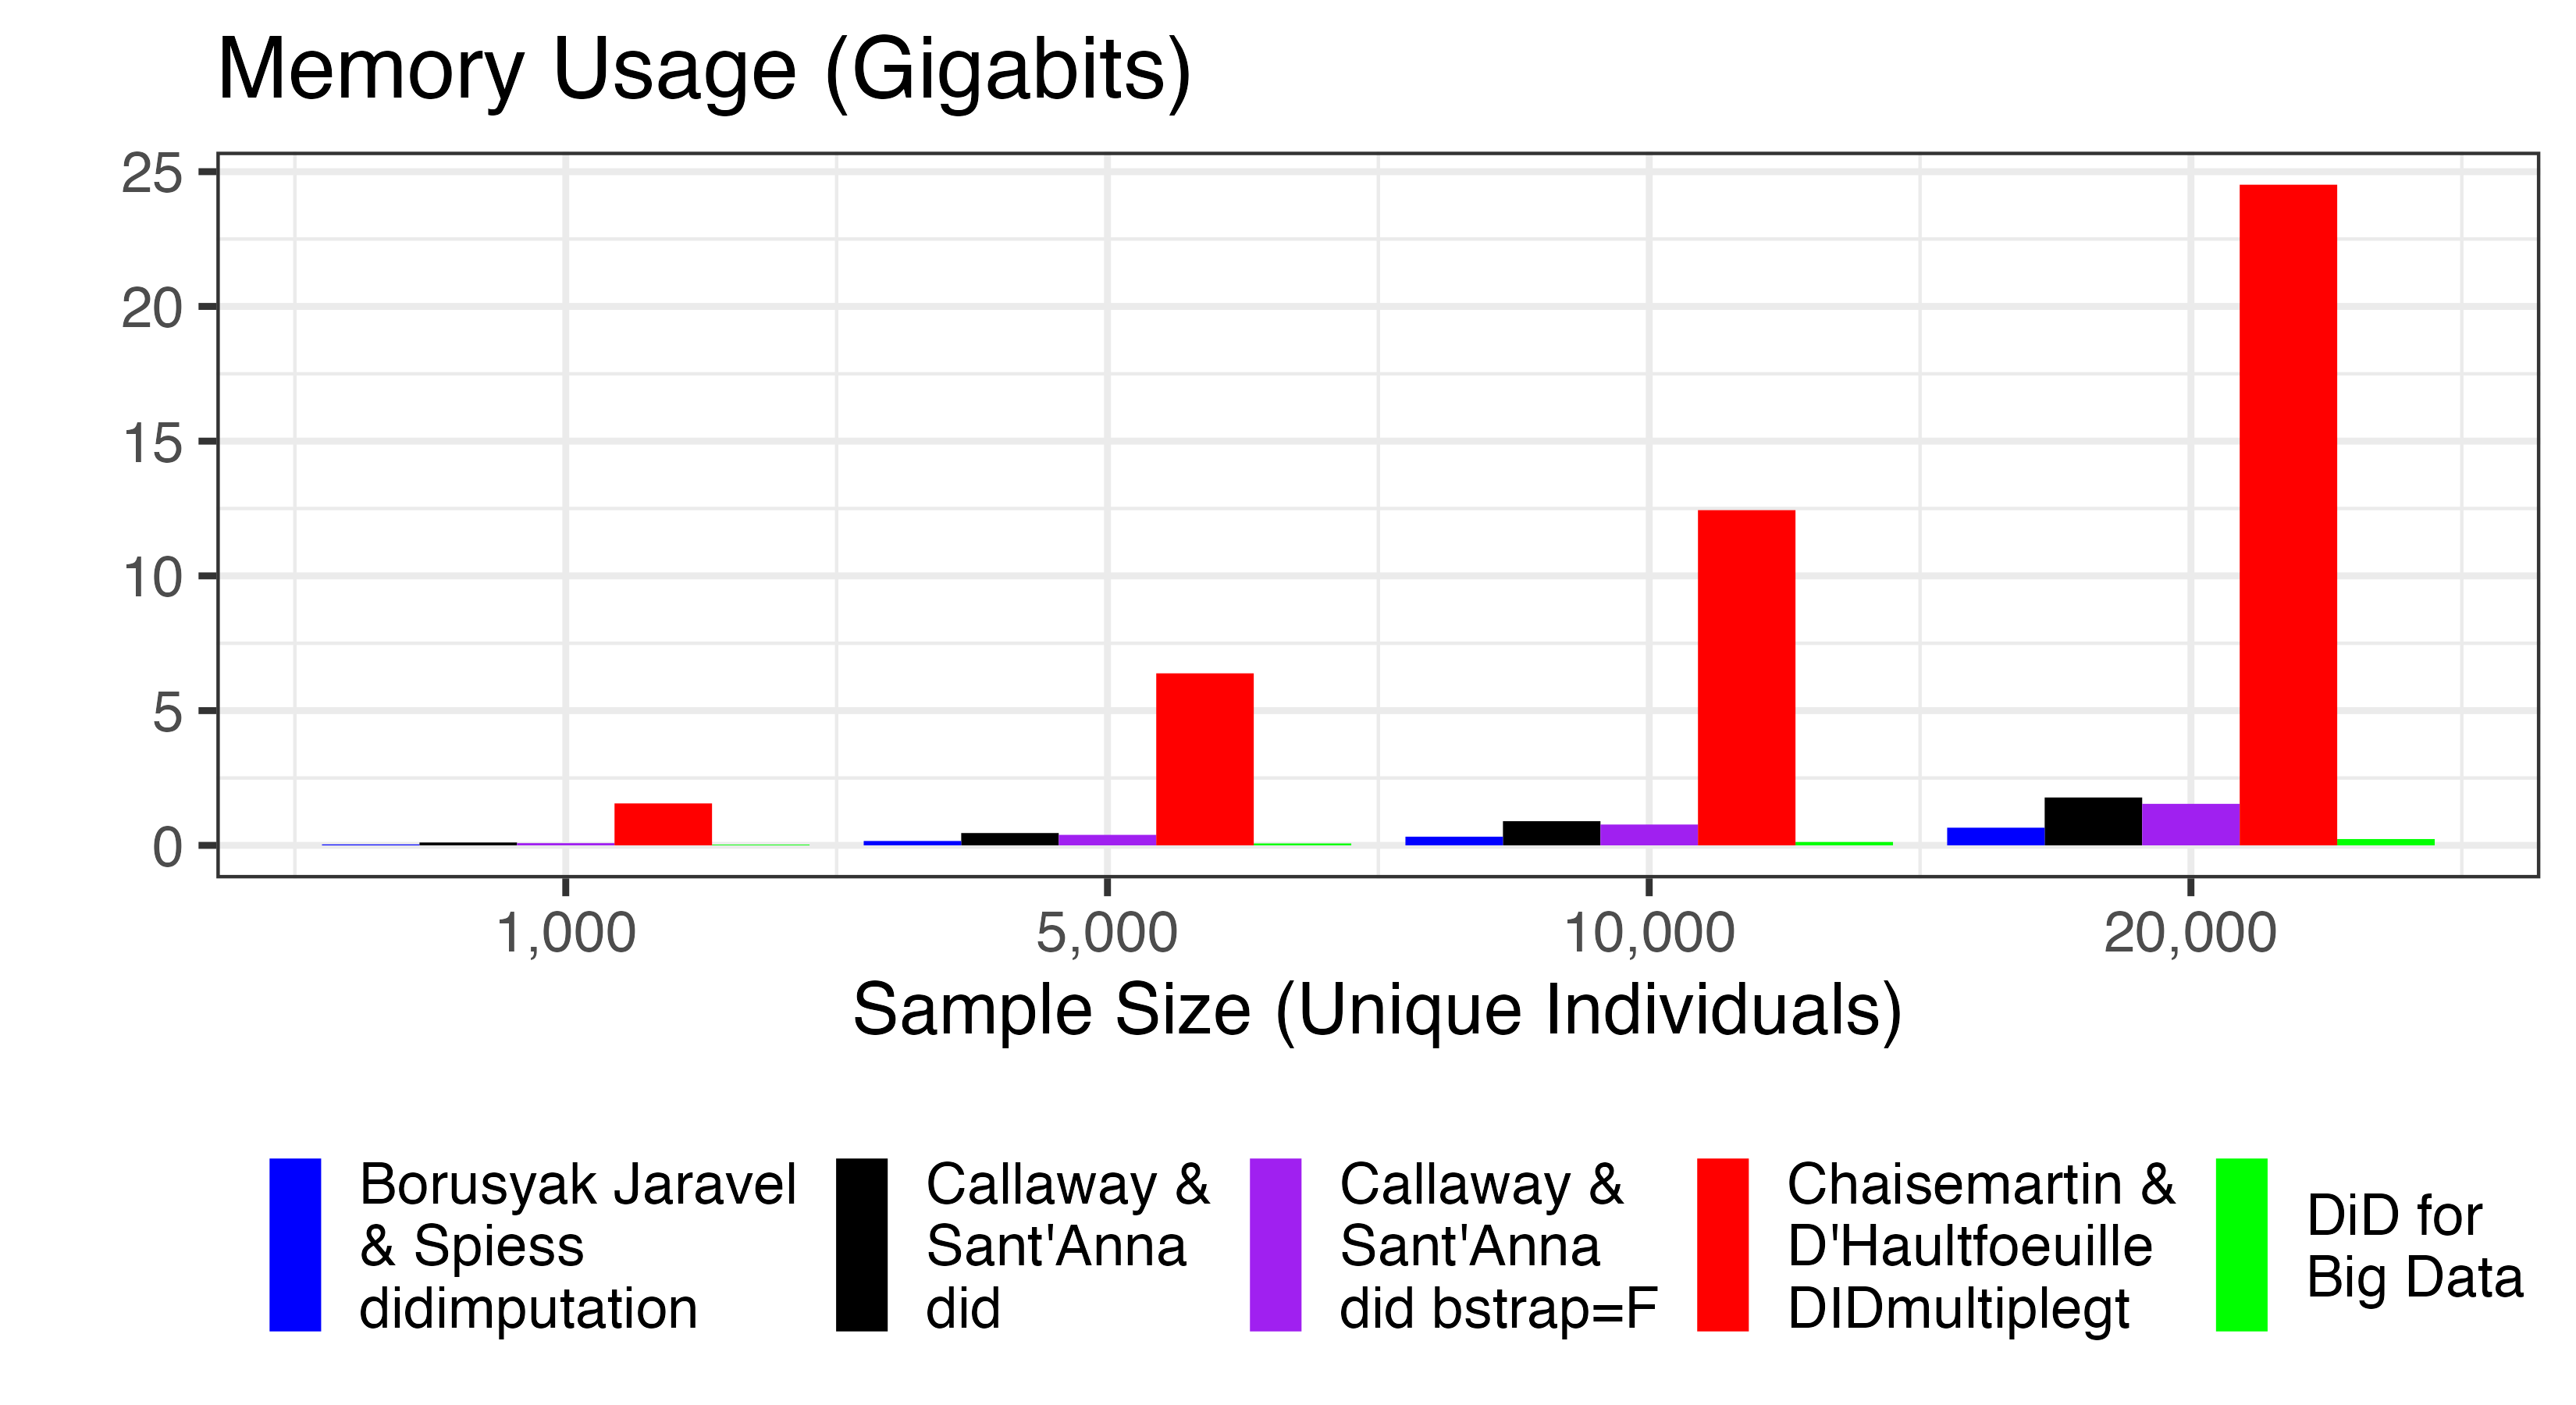 Memory Usage (Gigabits)
25
20
15
10
5
0
1,000 5,000 10,000 20,000
Sample Size (Unique Individuals)
Borusyak Jaravel
& Spiess
didimputation
Callaway &
Sant'Anna
did
Callaway &
Sant'Anna
did bstrap=F
Chaisemartin &
D'Haultfoeuille
DIDmultiplegt
DiD for
Big Data